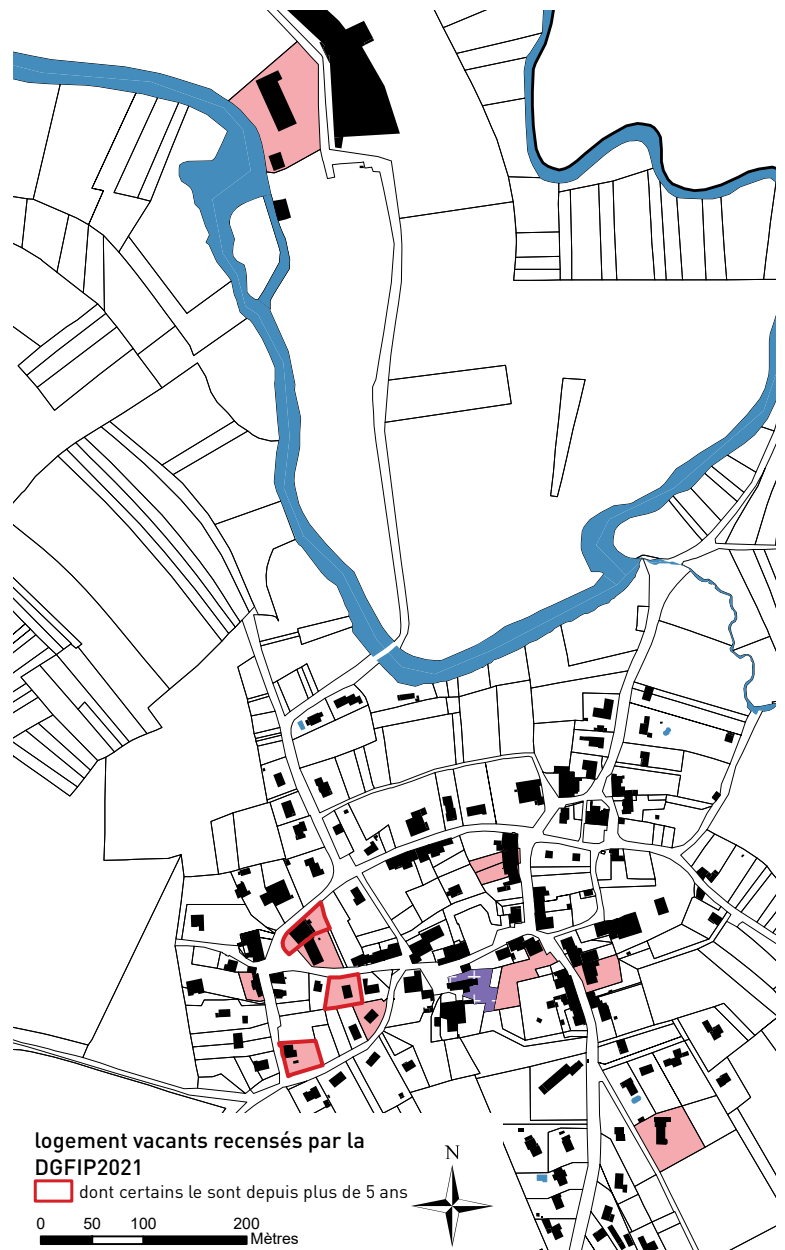 logement vacants recensés par la
DGFIP2021
dont certains le sont depuis plus de 5 ans
N
0 50 100 200
Mètres